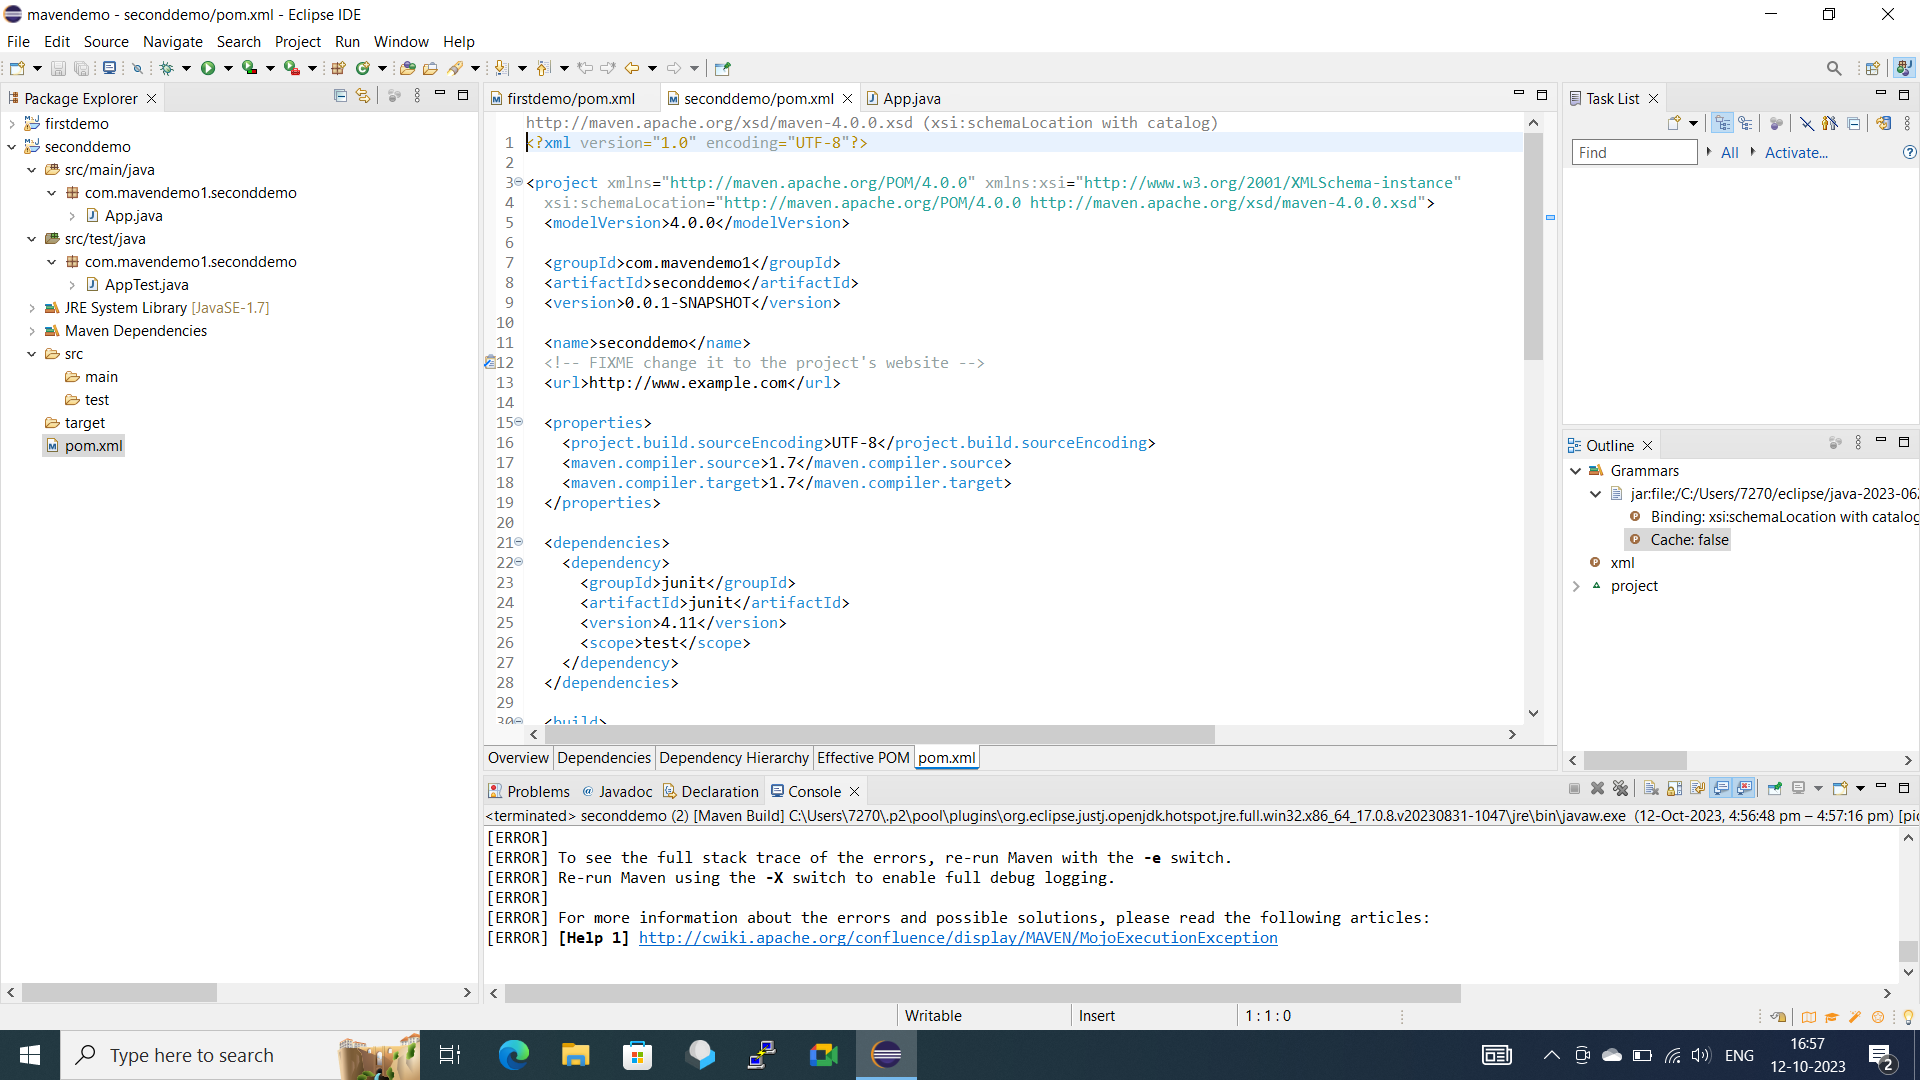 mavendemo - seconddemo/pom.xml - Eclipse IDE
File Edit Source Navigate Search Project Run Window Help
Package Explorer
firstdemo
seconddemo
src/main/java
com.mavendemo1.seconddemo
App.java
src/test/java
com.mavendemo1.seconddemo
AppTest.java
JRE System Library [JavaSE-1.7]
Maven Dependencies
src
main
test
target
pom.xml
firstdemo/pom.xml seconddemo/pom.xml App.java
http://maven.apache.org/xsd/maven-4.0.0.xsd (xsi:schemaLocation with catalog)
1 <?xml version="1.0" encoding="UTF-8"?>
2
3 <project xmlns="http://maven.apache.org/POM/4.0.0" xmlns:xsi="http://www.w3.org/2001/XMLSchema-instance"
4 xsi:schemaLocation="http://maven.apache.org/POM/4.0.0 http://maven.apache.org/xsd/maven-4.0.0.xsd">
5 <modelVersion>4.0.0</modelVersion>
6
7 <groupId>com.mavendemo1</groupId>
8 <artifactId>seconddemo</artifactId>
9 <version>0.0.1-SNAPSHOT</version>
10
11 <name>seconddemo</name>
12 <!-- FIXME change it to the project's website -->
13 <url>http://www.example.com</url>
14
15 <properties>
16 <project.build.sourceEncoding>UTF-8</project.build.sourceEncoding>
17 <maven.compiler.source>1.7</maven.compiler.source>
18 <maven.compiler.target>1.7</maven.compiler.target>
19 </properties>
20
21 <dependencies>
22 <dependency>
23 <groupId>junit</groupId>
24 <artifactId>junit</artifactId>
25 <version>4.11</version>
26 <scope>test</scope>
27 </dependency>
28 </dependencies>
29
30 <build>
Overview Dependencies Dependency Hierarchy Effective POM pom.xml
Task List
Find All Activate...
Outline
Grammars
jar:file:/C:/Users/7270/eclipse/java-2023-06
Binding: xsi:schemaLocation with catalog
Cache: false
xml
project
Problems Javadoc Declaration Console
<terminated> seconddemo (2) [Maven Build] C:\Users\7270\.p2\pool\plugins\org.eclipse.justj.openjdk.hotspot.jre.full.win32.x86_64_17.0.8.v20230831-1047\jre\bin\javaw.exe (12-Oct-2023, 4:56:48 pm – 4:57:16 pm) [pid
[ERROR]
[ERROR] To see the full stack trace of the errors, re-run Maven with the -e switch.
[ERROR] Re-run Maven using the -X switch to enable full debug logging.
[ERROR]
[ERROR] For more information about the errors and possible solutions, please read the following articles:
[ERROR] [Help 1] http://cwiki.apache.org/confluence/display/MAVEN/MojoExecutionException
Writable Insert 1 : 1 : 0
Type here to search
ENG
16:57
12-10-2023
2